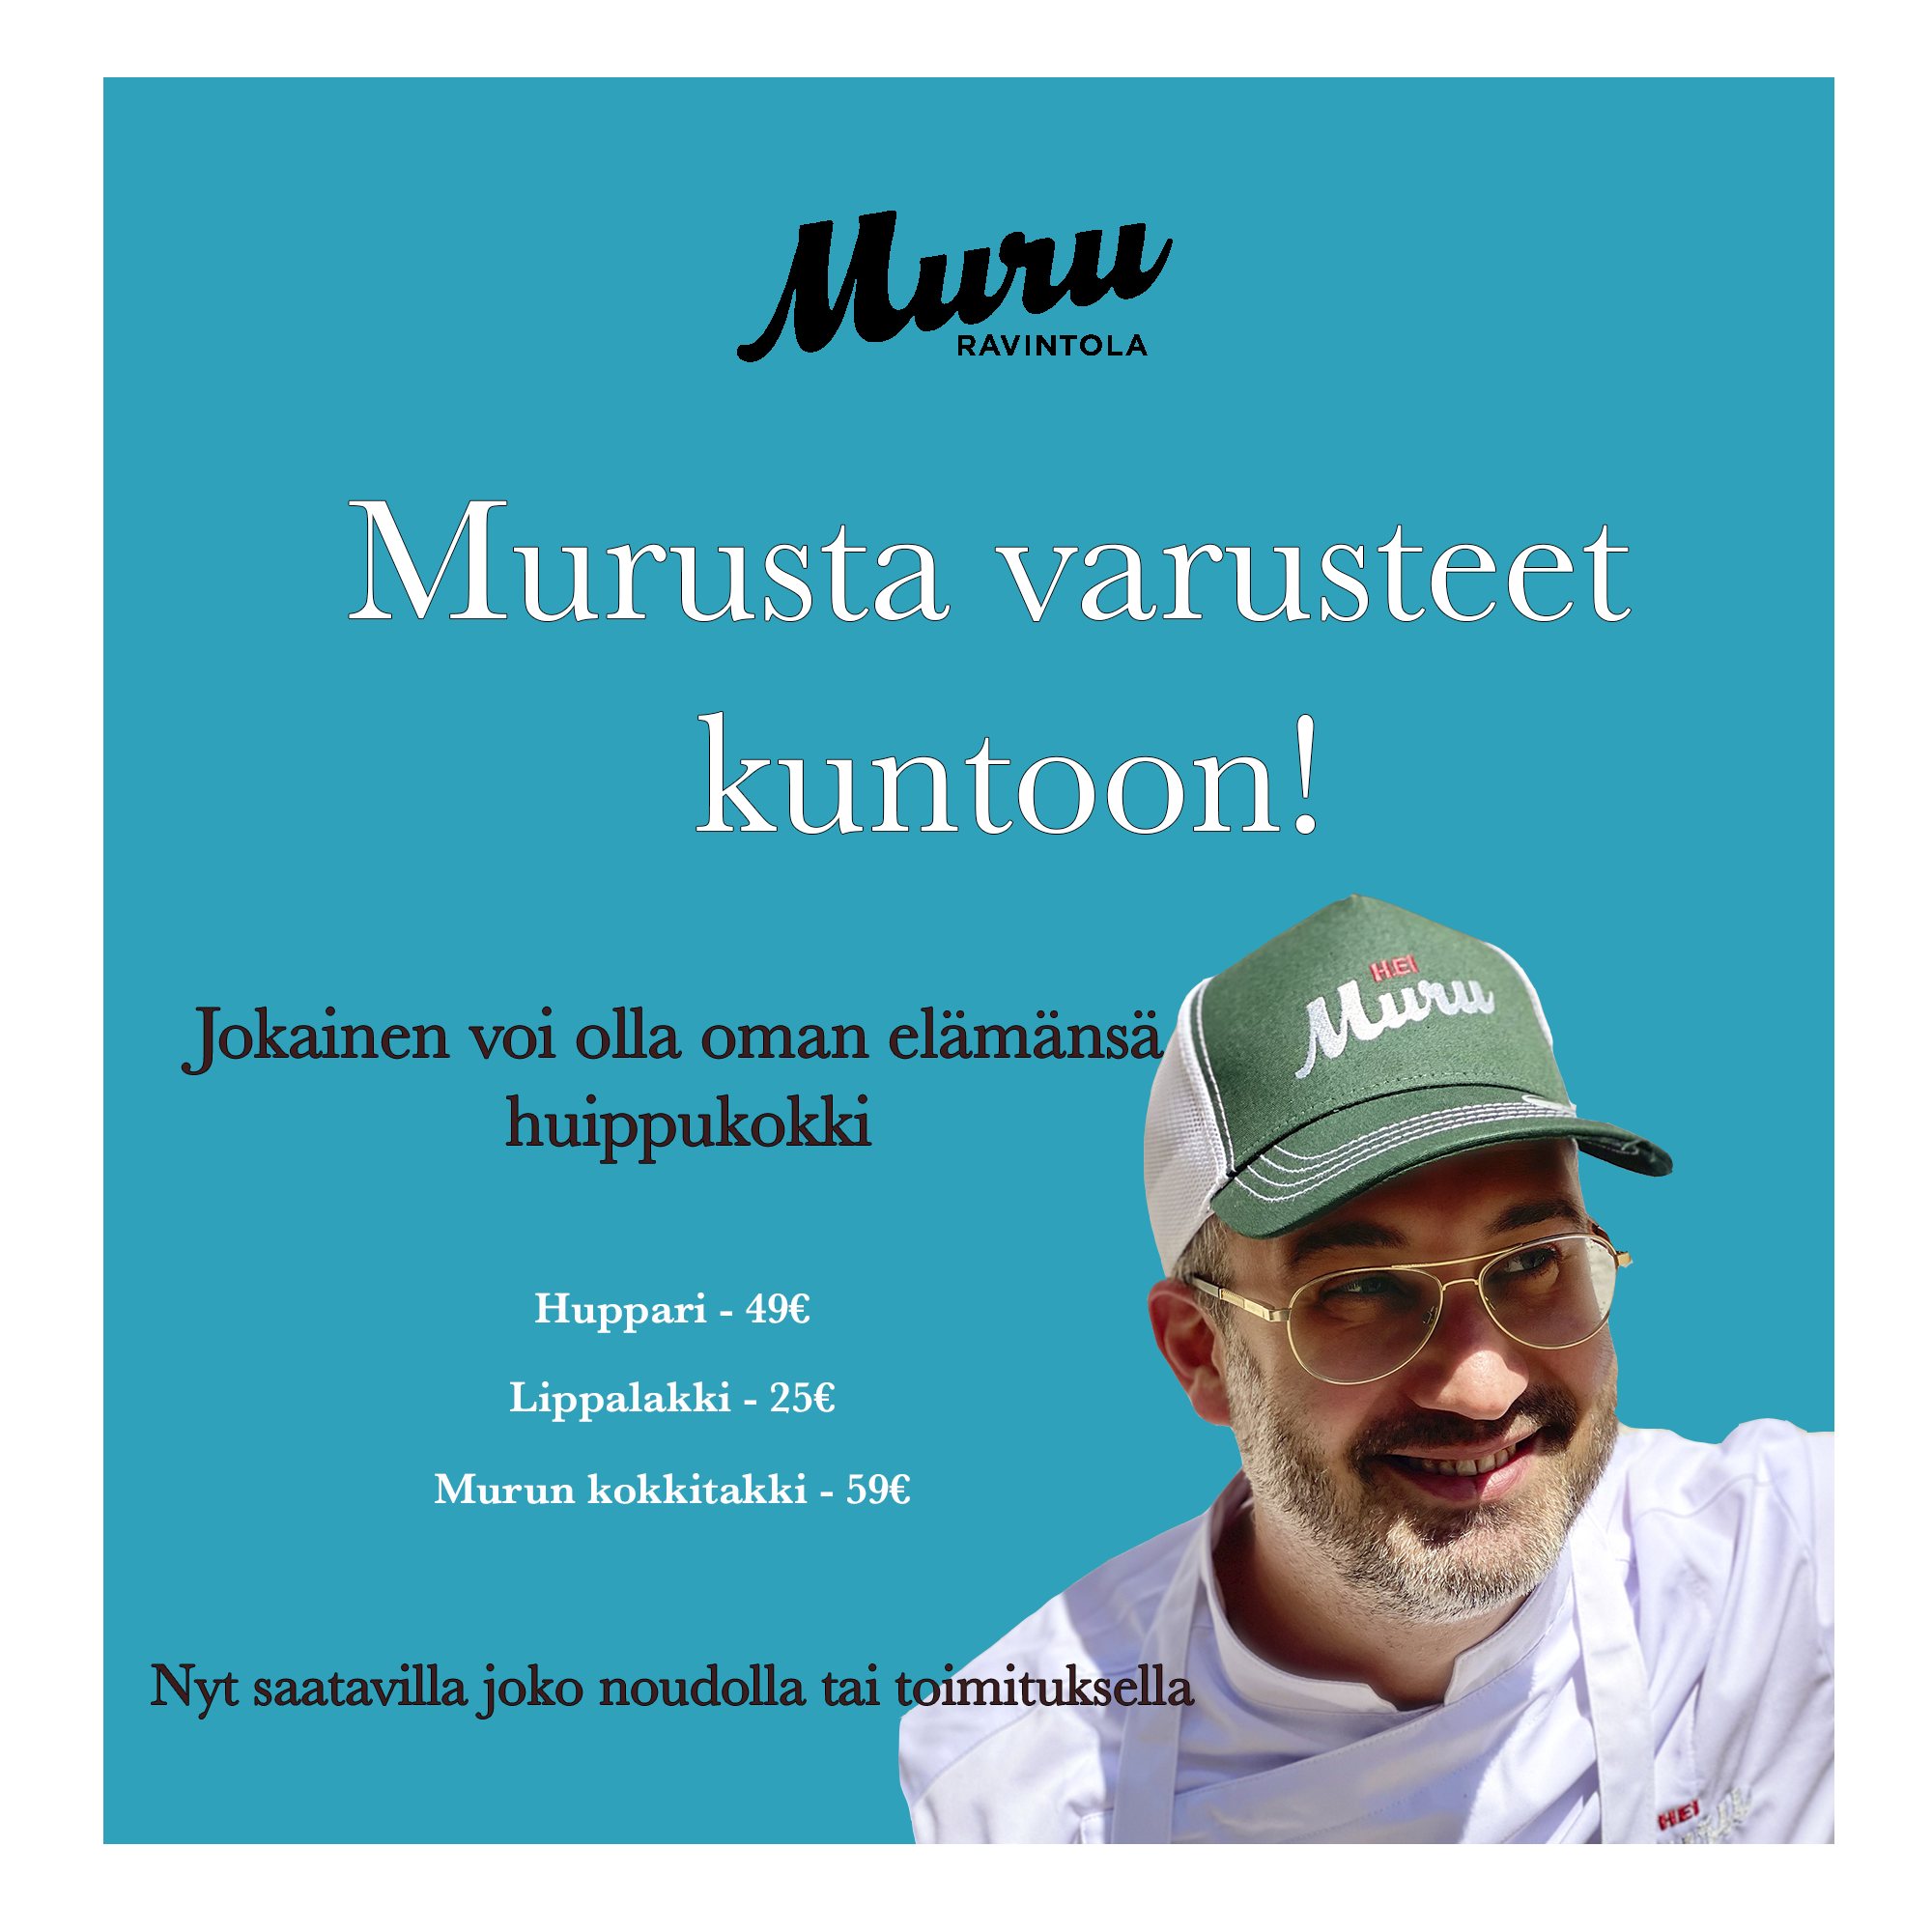 Muru
RAVINTOLA
Murusta varusteet
kuntoon!
HEI
Muru
Jokainen voi olla oman elämänsä
huippukokki
Huppari - 49€
Lippalakki - 25€
Murun kokkitakki - 59€
Nyt saatavilla joko noudolla tai toimituksella
HEI